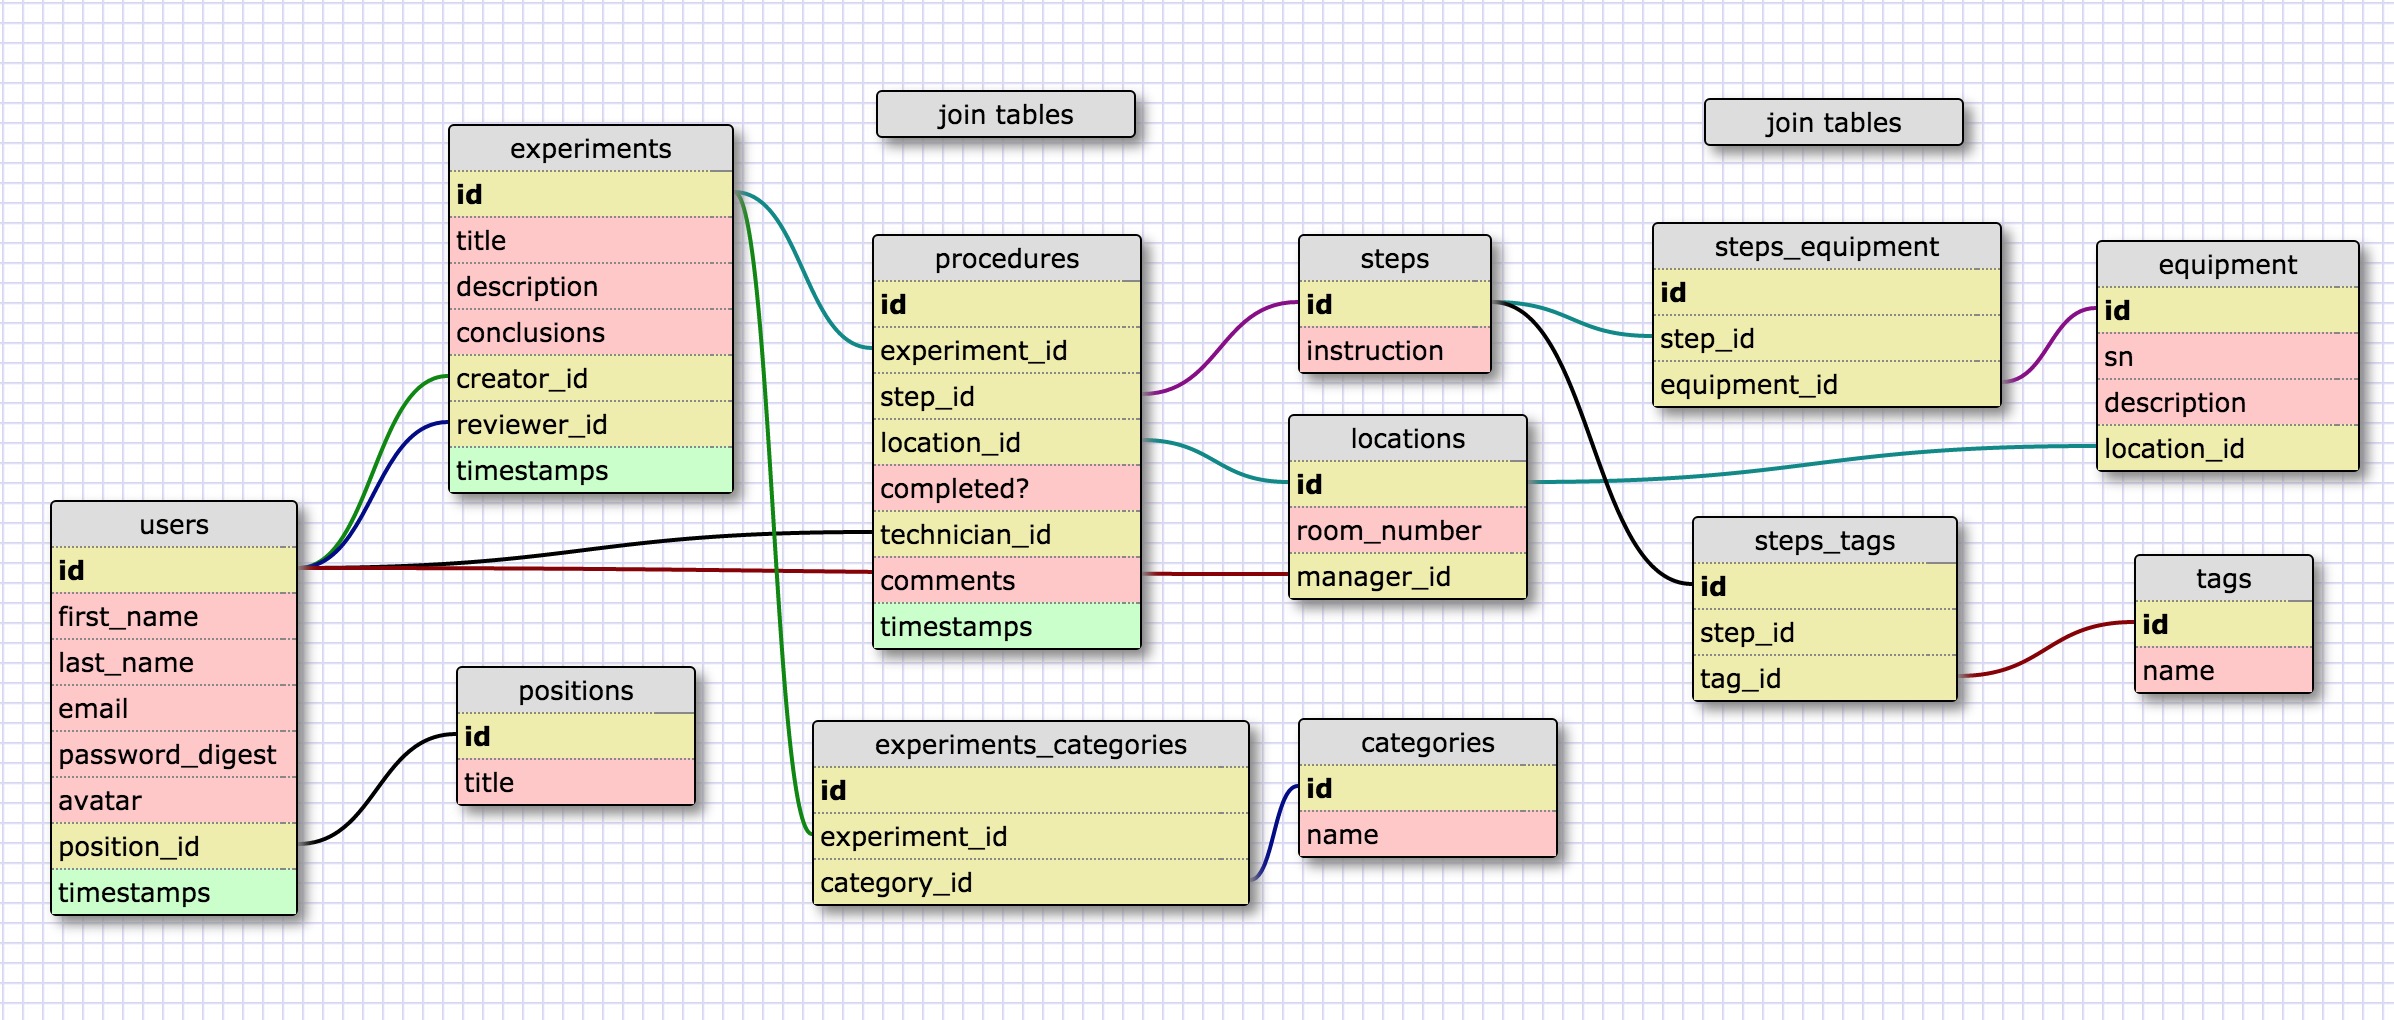 join tables
join tables
experiments
id
title
description
conclusions
creator_id
reviewer_id
timestamps
procedures
id
experiment_id
step_id
location_id
completed?
technician_id
comments
timestamps
steps
id
instruction
steps_equipment
id
step_id
equipment_id
equipment
id
sn
description
location_id
locations
id
room_number
manager_id
users
id
first_name
last_name
email
password_digest
avatar
position_id
timestamps
positions
id
title
steps_tags
id
step_id
tag_id
tags
id
name
experiments_categories
id
experiment_id
category_id
categories
id
name